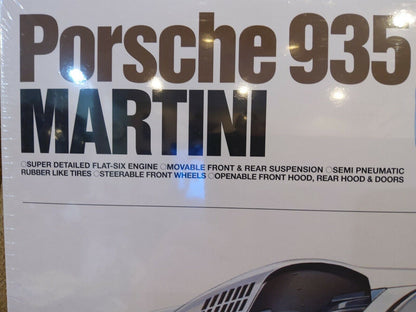 Porsche 935
MARTINI
○SUPER DETAILED FLAT-SIX ENGINE ○MOVABLE FRONT & REAR SUSPENSION ○SEMI PNEUMATIC
RUBBER LIKE TIRES ○STEERABLE FRONT WHEELS ○OPENABLE FRONT HOOD, REAR HOOD & DOORS